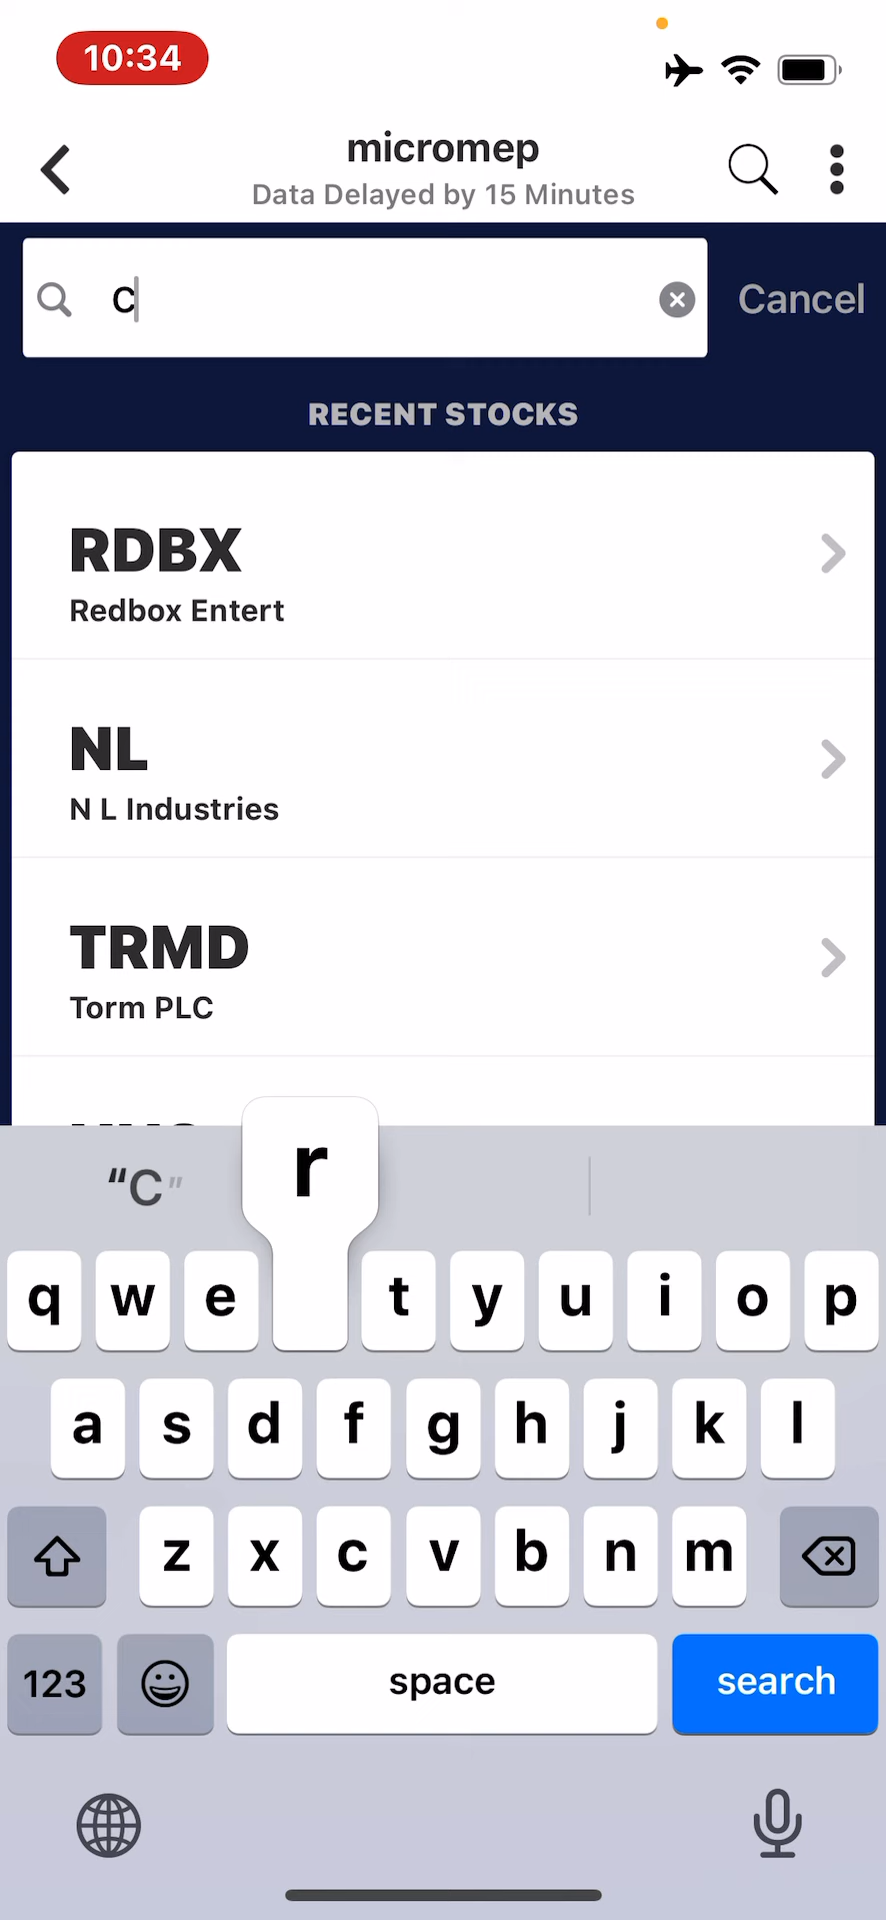 10:34
micromep
Data Delayed by 15 Minutes
C
Cancel
RECENT STOCKS
RDBX
Redbox Entert
NL
N L Industries
TRMD
Torm PLC
“C”
r
q w e t y u i o p
a s d f g h j k l
z x c v b n m
123 space search